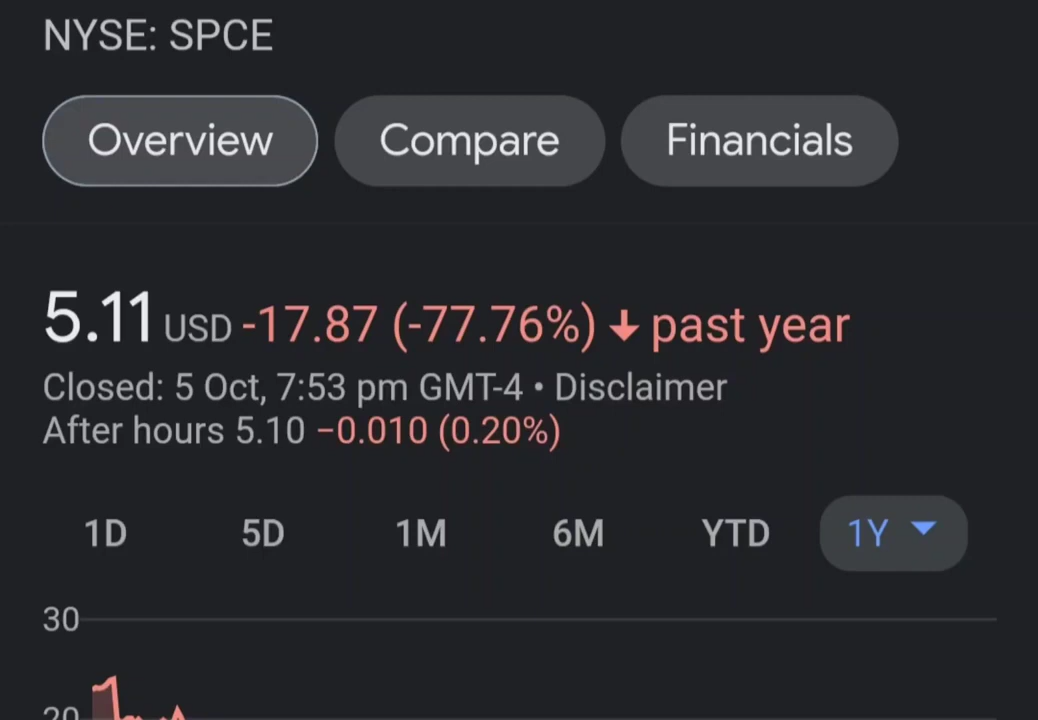 NYSE: SPCE
Overview Compare Financials
5.11 USD -17.87 (-77.76%) ↓ past year
Closed: 5 Oct, 7:53 pm GMT-4 • Disclaimer
After hours 5.10 −0.010 (0.20%)
1D 5D 1M 6M YTD 1Y
30
20